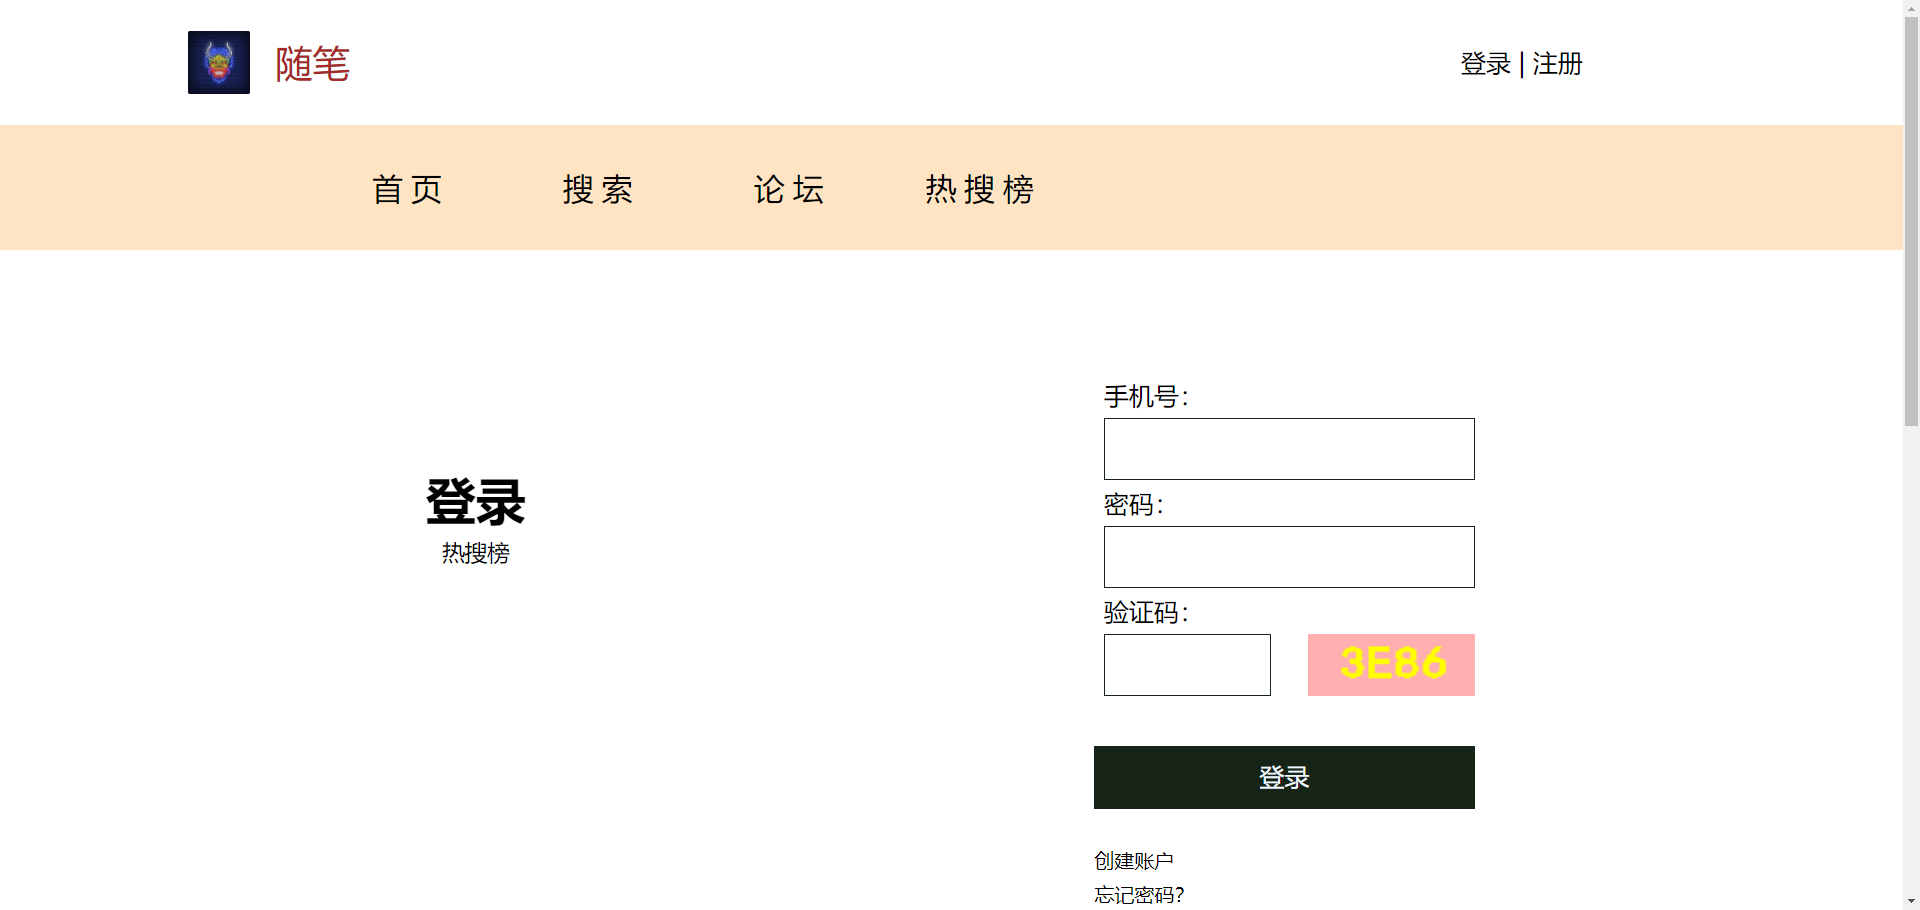 随笔
登录 | 注册
首页 搜索 论坛 热搜榜
登录
热搜榜
手机号：
密码：
验证码：
3E86
登录
创建账户
忘记密码？